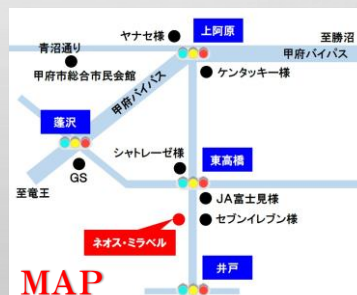 ヤナセ様
上阿原
至勝沼
青沼通り
甲府バイパス
甲府市総合市民会館
ケンタッキー様
甲府バイパス
蓬沢
シャトレーゼ様
東高橋
GS
至竜王
JA富士見様
セブンイレブン様
ネオス・ミラベル
井戸
MAP